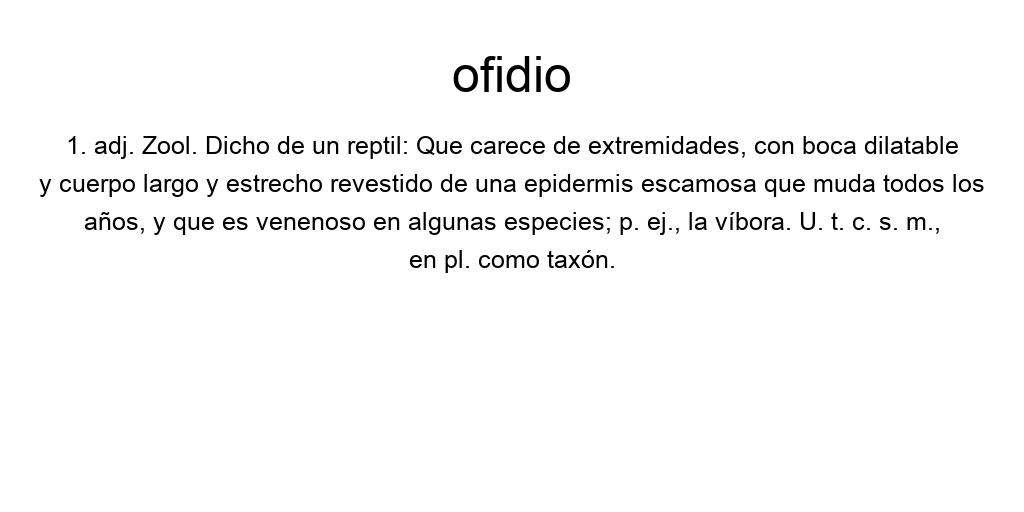 ofidio
1. adj. Zool. Dicho de un reptil: Que carece de extremidades, con boca dilatable
y cuerpo largo y estrecho revestido de una epidermis escamosa que muda todos los
años, y que es venenoso en algunas especies; p. ej., la víbora. U. t. c. s. m.,
en pl. como taxón.